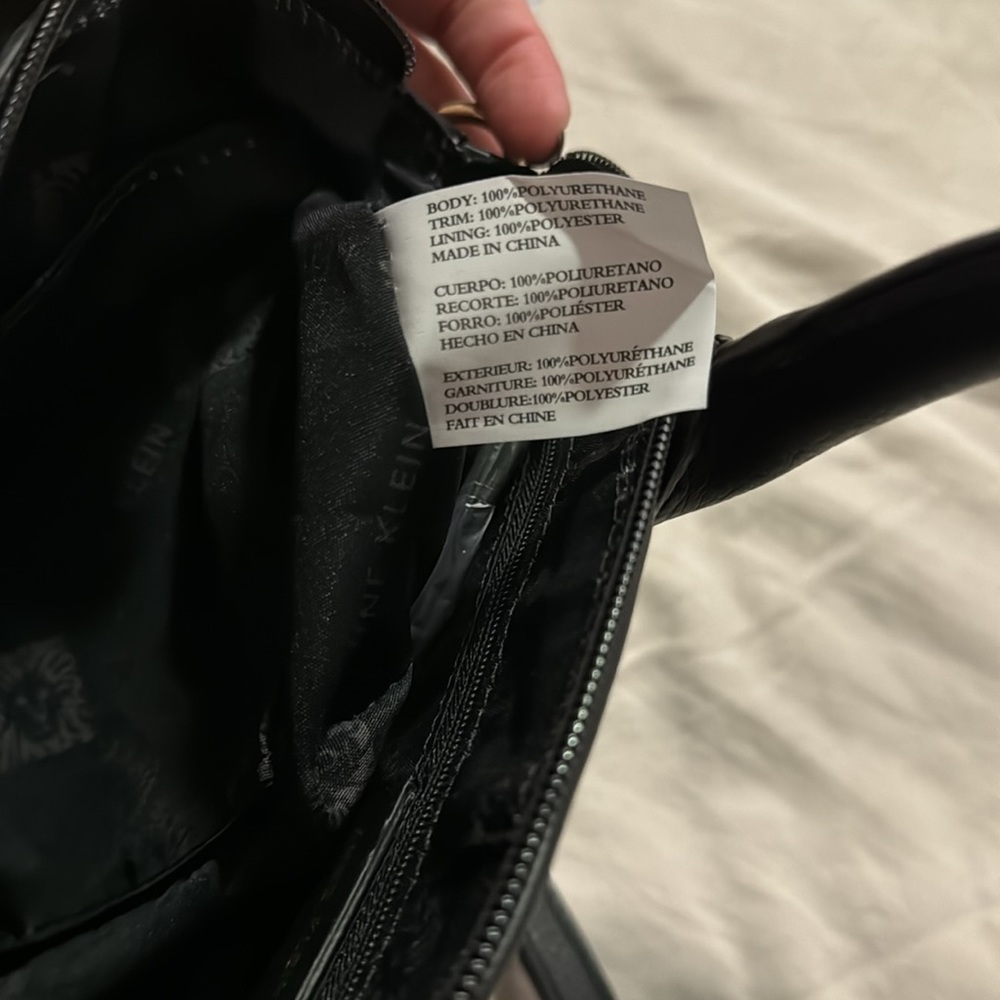 BODY: 100%POLYURETHANE
TRIM: 100%POLYURETHANE
LINING: 100%POLYESTER
MADE IN CHINA
CUERPO: 100%POLIURETANO
RECORTE: 100%POLIURETANO
FORRO: 100%POLIÉSTER
HECHO EN CHINA
EXTERIEUR: 100%POLYURÉTHANE
GARNITURE: 100%POLYURÉTHANE
DOUBLURE:100%POLYESTER
FAIT EN CHINE
KLEIN